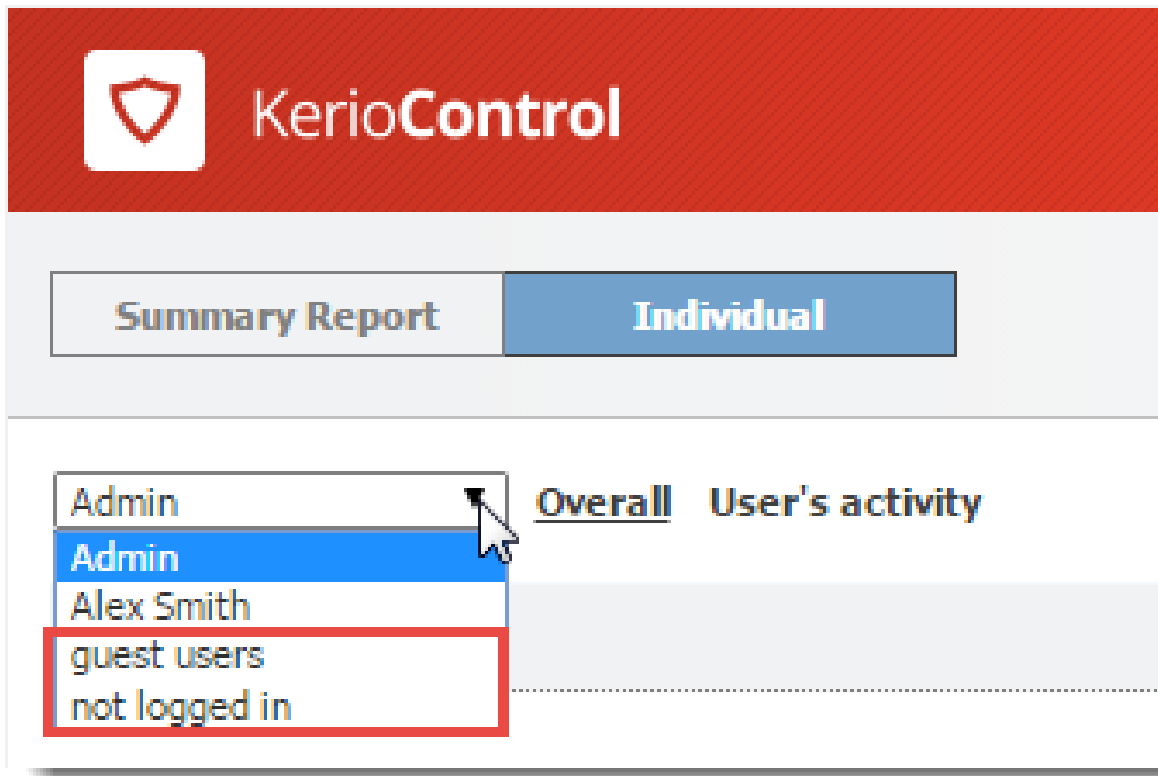 KerioControl
Summary Report Individual
Admin Overall User's activity
Admin
Alex Smith
guest users
not logged in